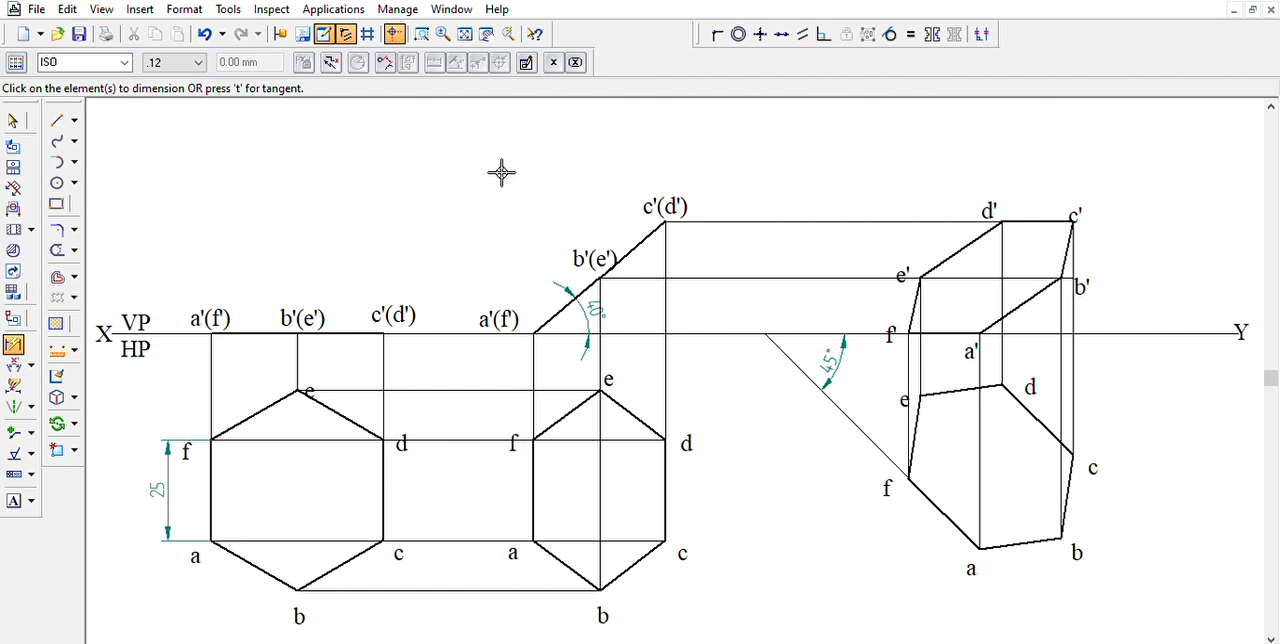 File Edit View Insert Format Tools Inspect Applications Manage Window Help
ISO .12 0.00 mm
Click on the element(s) to dimension OR press 't' for tangent.
c'(d') d' c'
b'(e') e' b'
40°
a'(f') b'(e') c'(d') a'(f')
X VP f' Y
HP a'
45°
e e e d
f d f d
c
25 f
a c a c b
a
b b
A